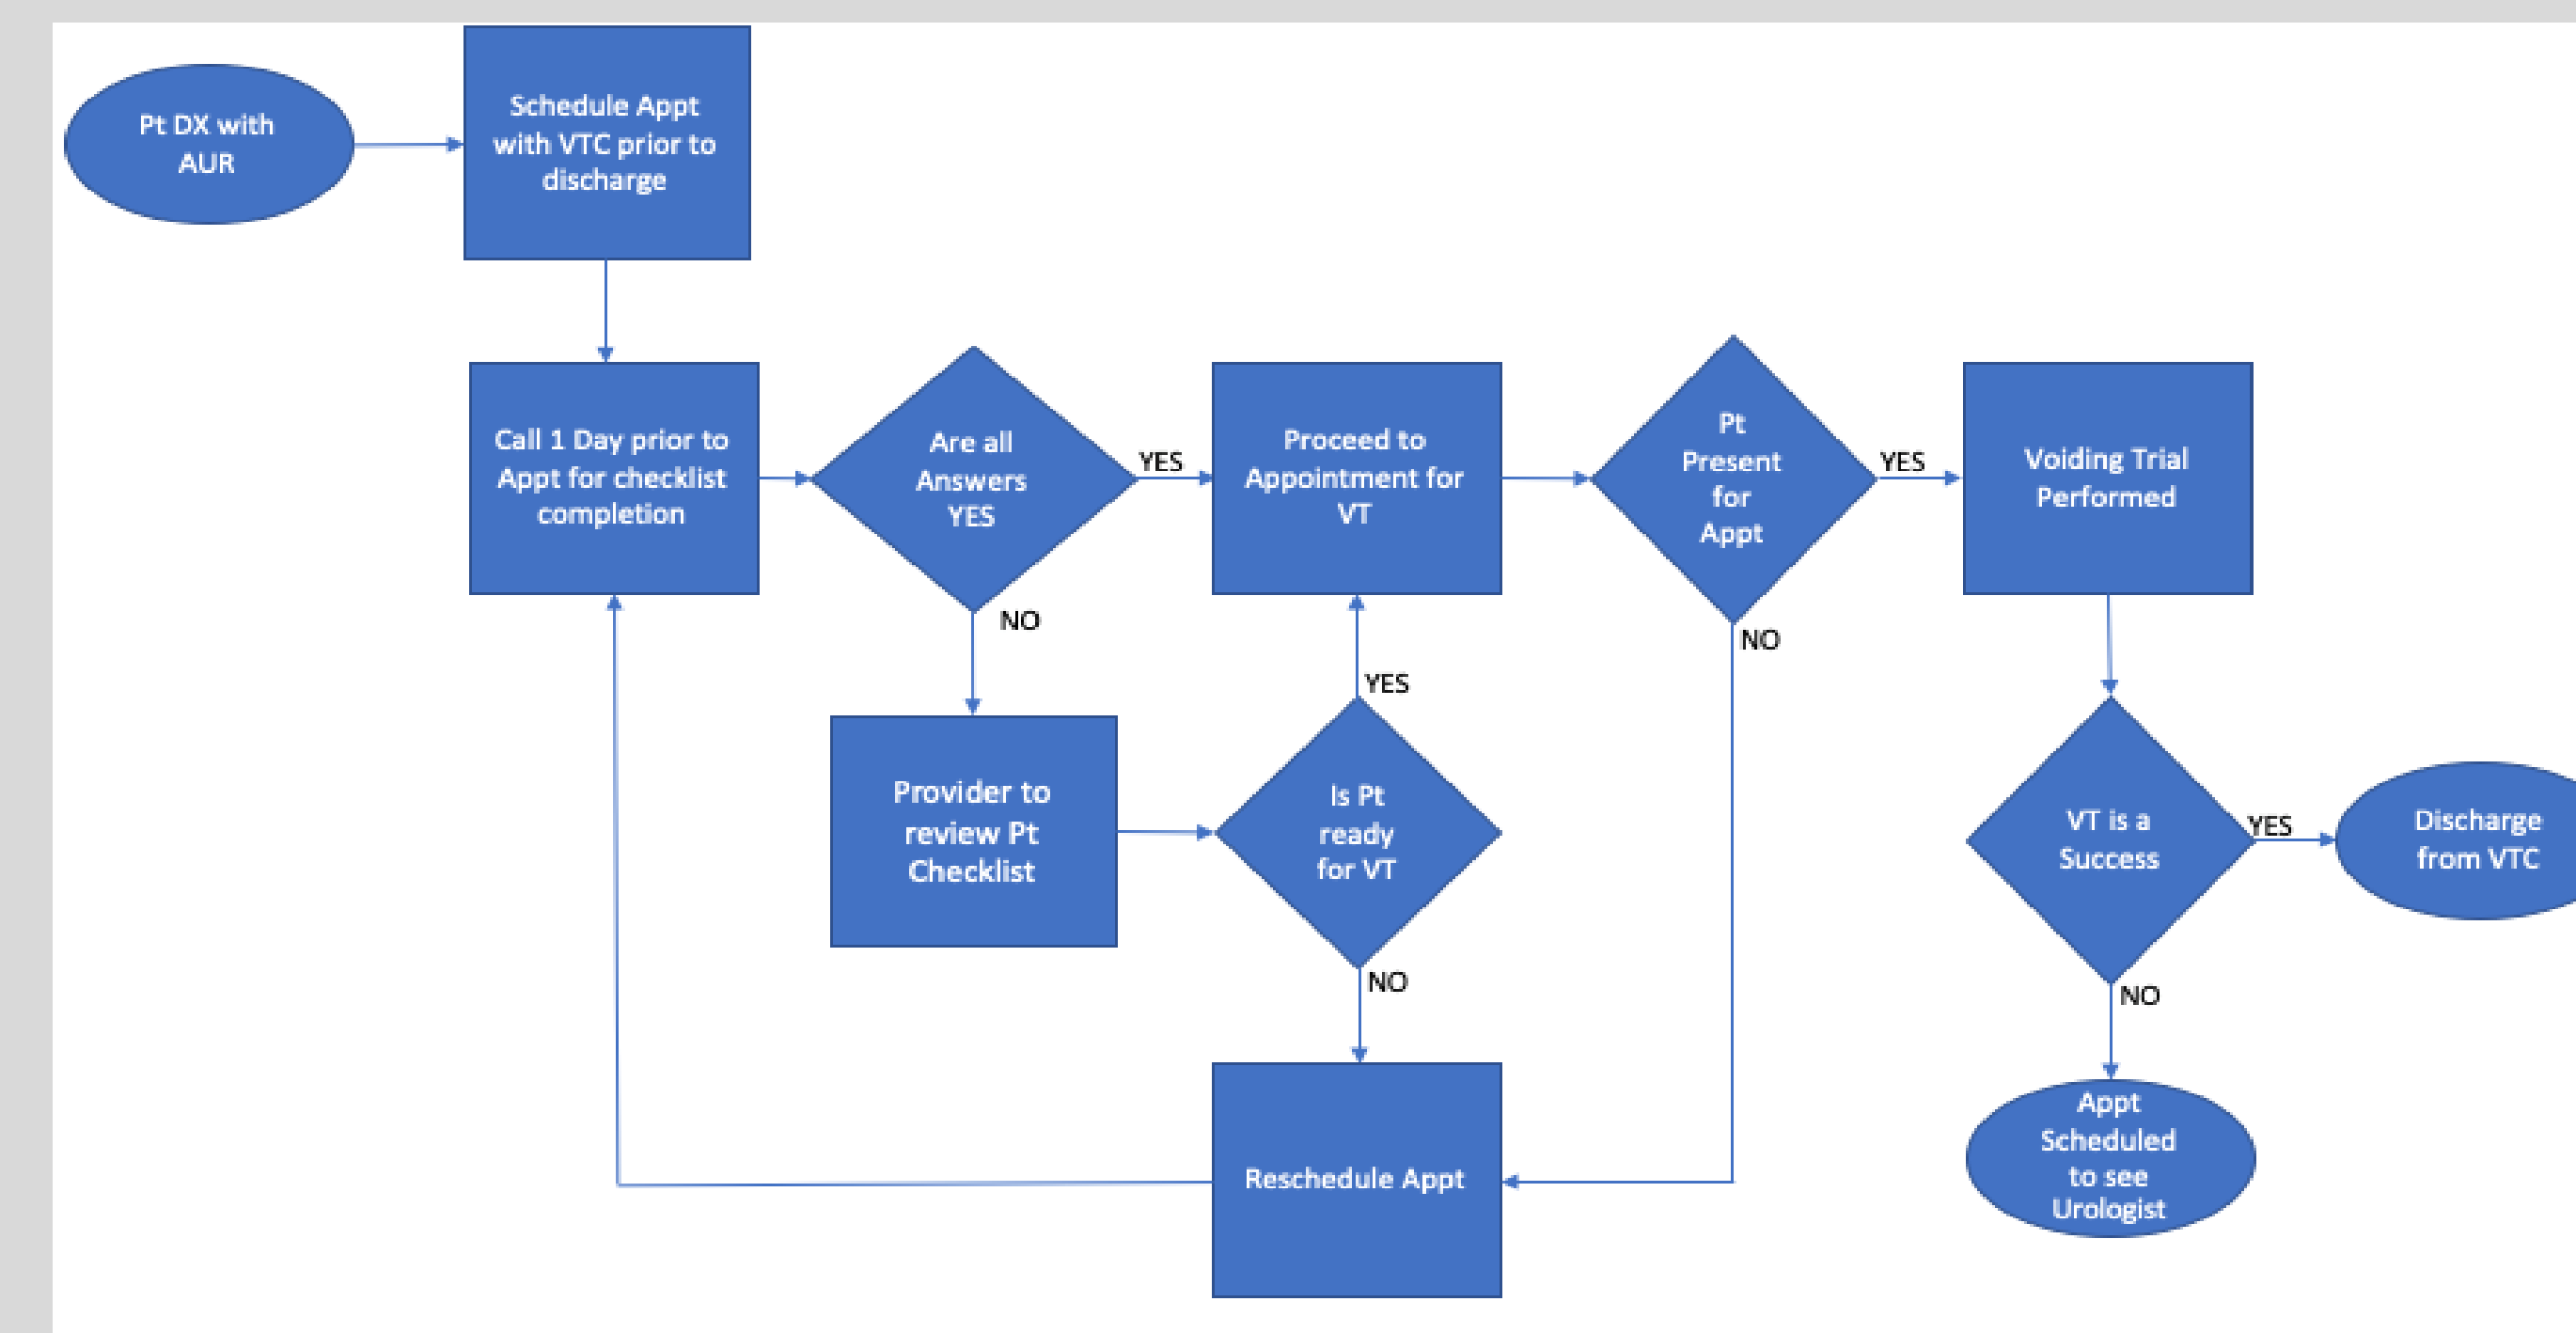 Pt DX with
AUR
Schedule Appt
with VTC prior to
discharge
Call 1 Day prior to
Appt for checklist
completion
Are all
Answers
YES
YES
NO
Proceed to
Appointment for
VT
Pt
Present
for
Appt
YES
NO
Voiding Trial
Performed
Provider to
review Pt
Checklist
Is Pt
ready
for VT
YES
NO
Reschedule Appt
VT is a
Success
YES
NO
Discharge
from VTC
Appt
Scheduled
to see
Urologist